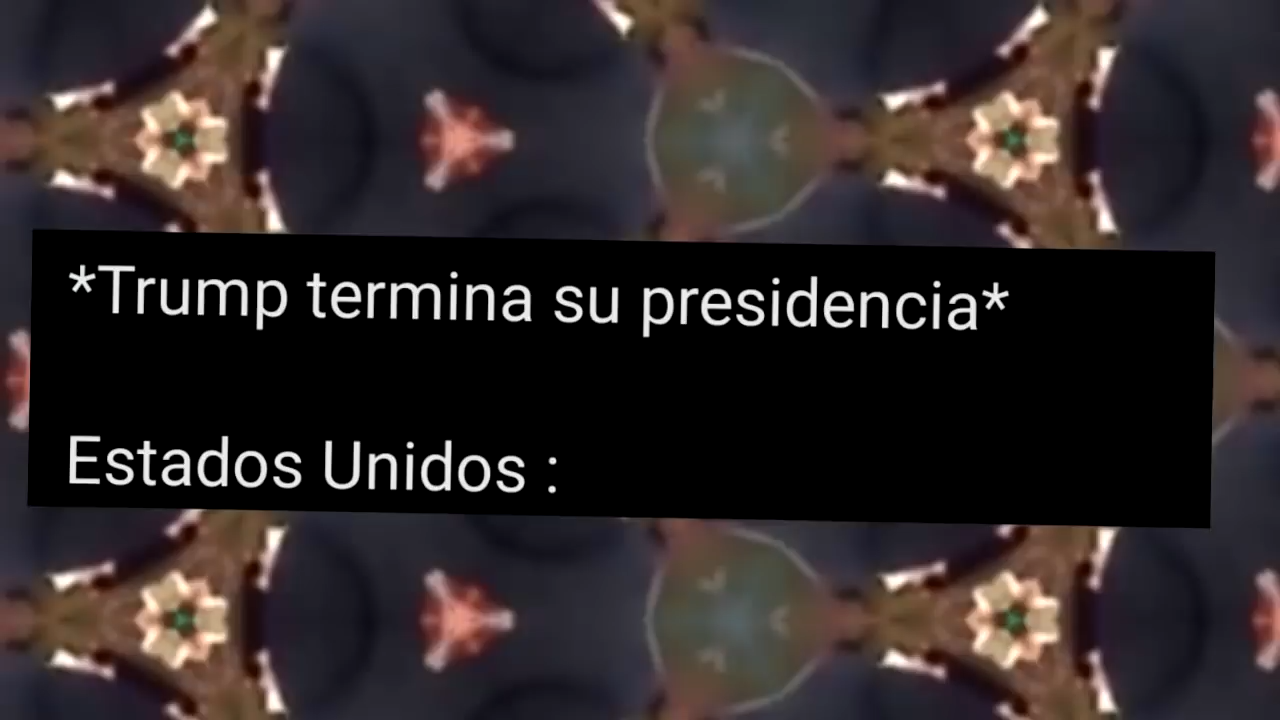 *Trump termina su presidencia*
Estados Unidos :